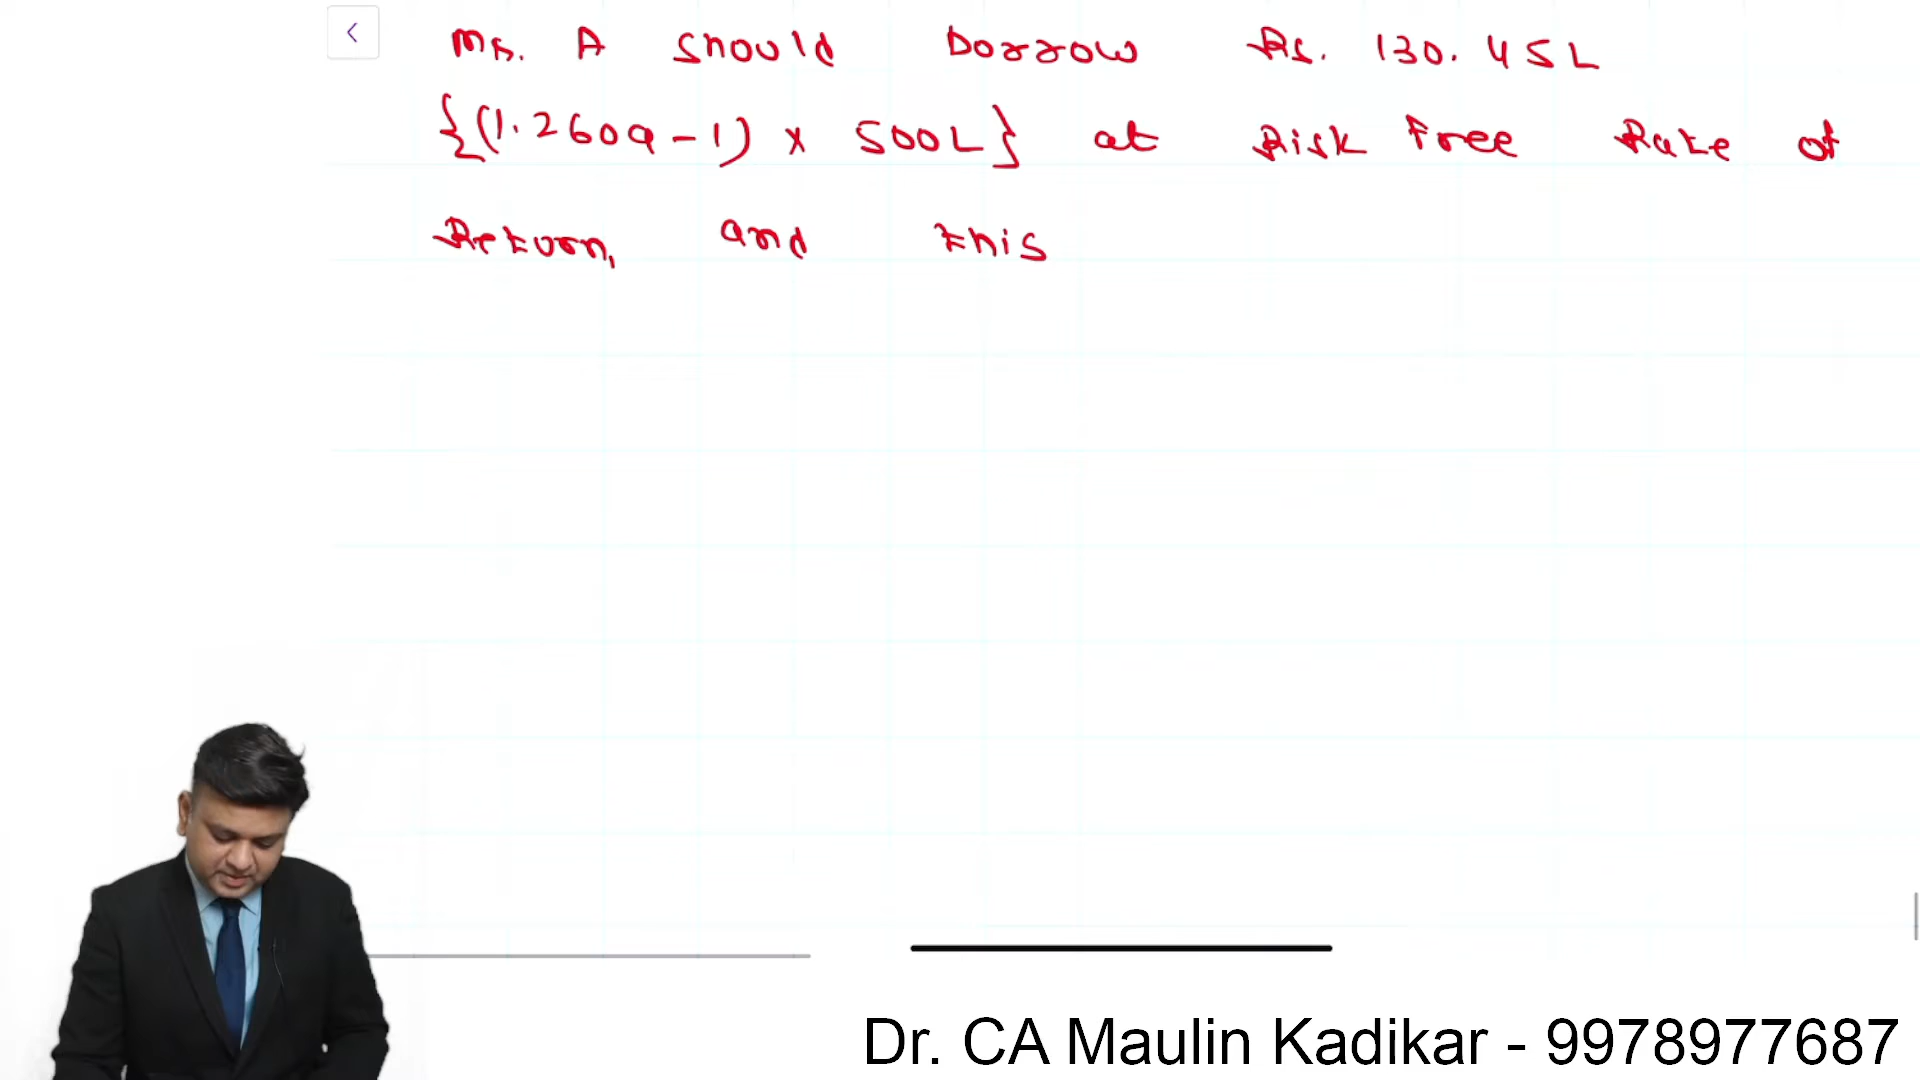 Mr. A should borrow Rs. 130.45L
{(1.2609-1) x 500L} at Risk Free Rate of
Return, and this
Dr. CA Maulin Kadikar - 9978977687